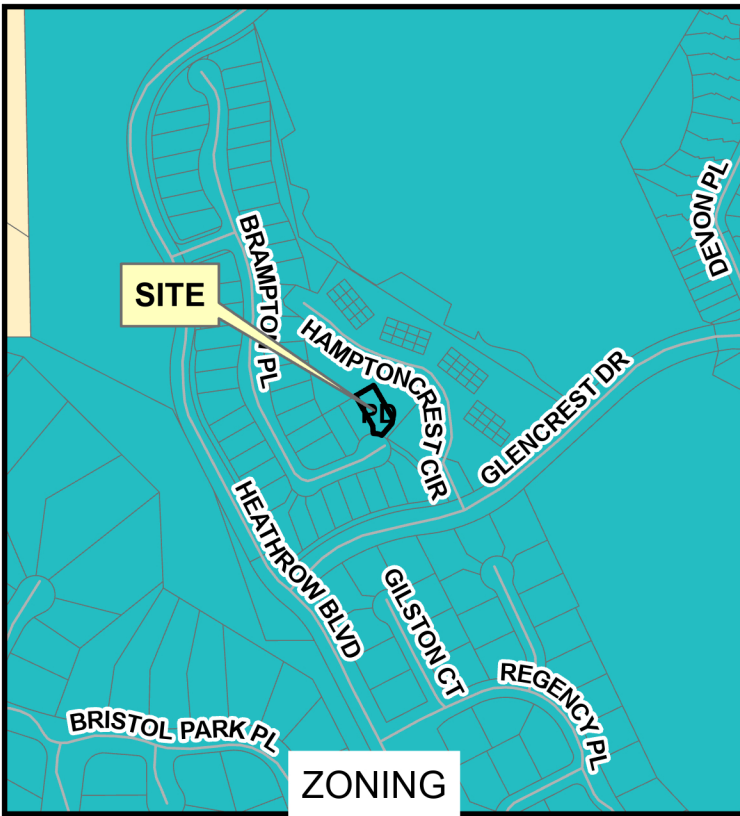 DEVON PL
BRAMPTON PL
SITE
HAMPTONCREST CIR
PD
GLENCREST DR
HEATHROW BLVD
GILSTON CT
REGENCY PL
BRISTOL PARK PL
ZONING